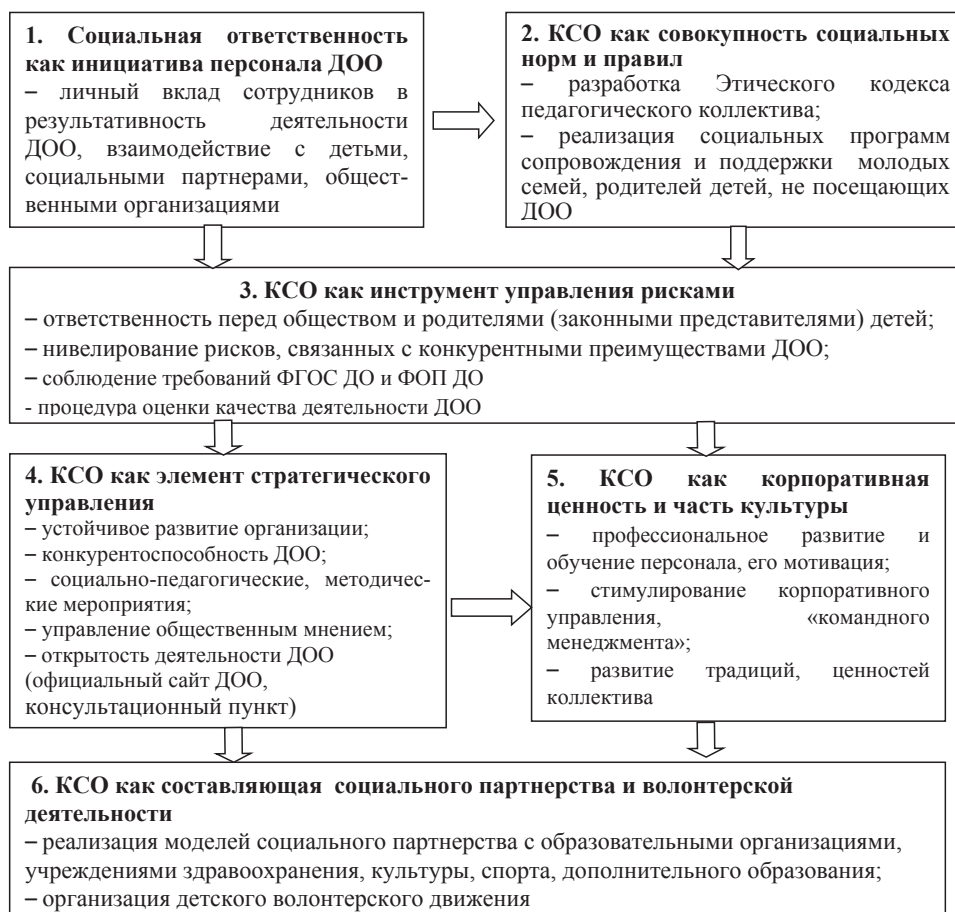 1. Социальная ответственность
как инициатива персонала ДОО
– личный вклад сотрудников в
результативность деятельности
ДОО, взаимодействие с детьми,
социальными партнерами, общест-
венными организациями
2. КСО как совокупность социальных
норм и правил
– разработка Этического кодекса
педагогического коллектива;
– реализация социальных программ
сопровождения и поддержки молодых
семей, родителей детей, не посещающих
ДОО
3. КСО как инструмент управления рисками
– ответственность перед обществом и родителями (законными представителями) детей;
– нивелирование рисков, связанных с конкурентными преимуществами ДОО;
– соблюдение требований ФГОС ДО и ФОП ДО
- процедура оценки качества деятельности ДОО
4. КСО как элемент стратегического
управления
– устойчивое развитие организации;
– конкурентоспособность ДОО;
– социально-педагогические, методичес-
кие мероприятия;
– управление общественным мнением;
– открытость деятельности ДОО
(официальный сайт ДОО,
консультационный пункт)
5. КСО как корпоративная
ценность и часть культуры
– профессиональное развитие и
обучение персонала, его мотивация;
– стимулирование корпоративного
управления, «командного
менеджмента»;
– развитие традиций, ценностей
коллектива
6. КСО как составляющая социального партнерства и волонтерской
деятельности
– реализация моделей социального партнерства с образовательными организациями,
учреждениями здравоохранения, культуры, спорта, дополнительного образования;
– организация детского волонтерского движения